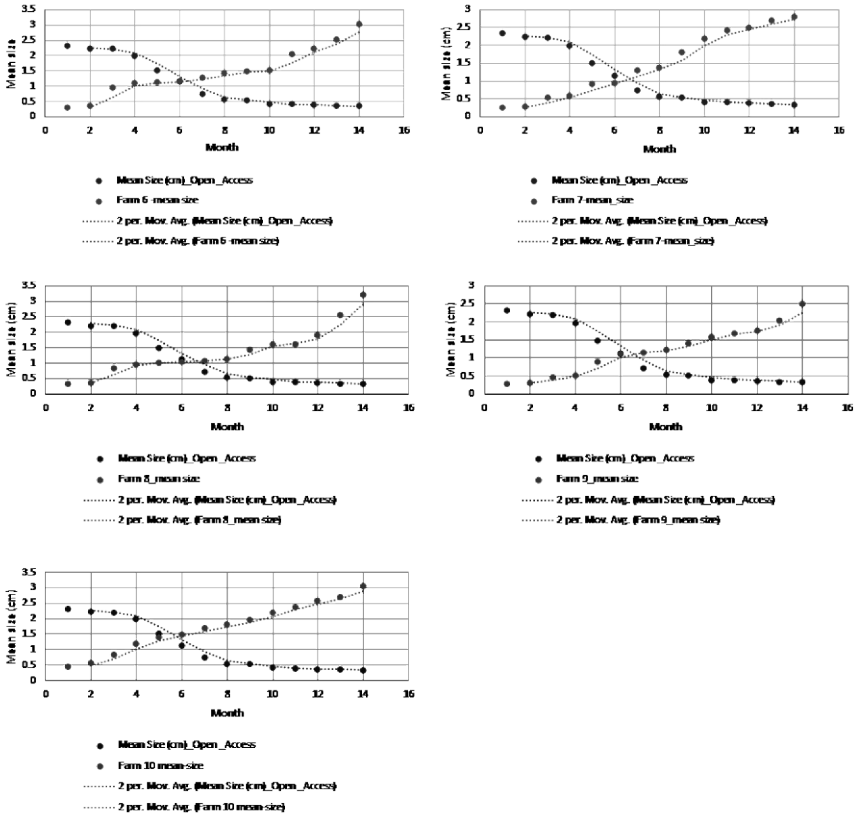 3.5
3
2.5
2
1.5
1
0.5
0
Mean size
0 2 4 6 8 10 12 14 16
Month
Mean Size (cm)_Open_Access
Farm 6 -mean size
2 per. Mov. Avg. (Mean Size (cm)_Open_Access)
2 per. Mov. Avg. (Farm 6 -mean size)
3
2.5
2
1.5
1
0.5
0
Mean size (cm)
0 2 4 6 8 10 12 14 16
Month
Mean Size (cm)_Open_Access
Farm 7-mean_size
2 per. Mov. Avg. (Mean Size (cm)_Open_Access)
2 per. Mov. Avg. (Farm 7-mean_size)
3.5
3
2.5
2
1.5
1
0.5
0
Mean size (cm)
0 2 4 6 8 10 12 14 16
Month
Mean Size (cm)_Open_Access
Farm 8_mean size
2 per. Mov. Avg. (Mean Size (cm)_Open_Access)
2 per. Mov. Avg. (Farm 8_mean size)
3
2.5
2
1.5
1
0.5
0
Mean size (cm)
0 2 4 6 8 10 12 14 16
Month
Mean Size (cm)_Open_Access
Farm 9_mean size
2 per. Mov. Avg. (Mean Size (cm)_Open_Access)
2 per. Mov. Avg. (Farm 9_mean size)
3.5
3
2.5
2
1.5
1
0.5
0
Mean size (cm)
0 2 4 6 8 10 12 14 16
Month
Mean Size (cm)_Open_Access
Farm 10 mean-size
2 per. Mov. Avg. (Mean Size (cm)_Open_Access)
2 per. Mov. Avg. (Farm 10 mean-size)